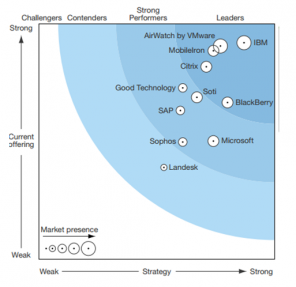 Challengers Contenders Strong Performers Leaders
Strong
AirWatch by VMware
IBM
MobileIron
Citrix
Good Technology
Soti
BlackBerry
SAP
Sophos
Microsoft
Landesk
Current offering
Market presence
Weak
Weak Strategy Strong